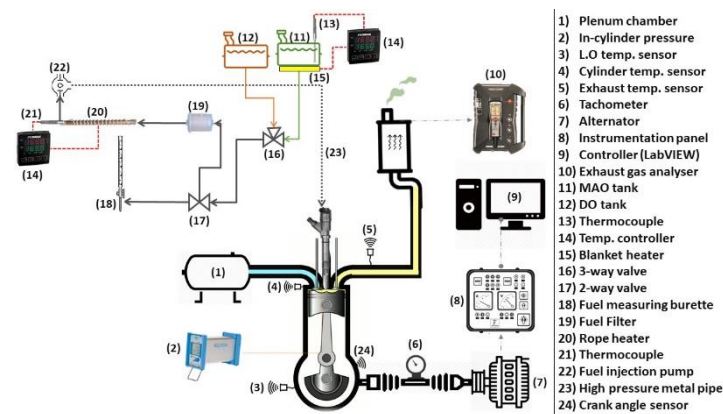 (12)
(11)
(13)
(14)
(15)
(22)
(21)
(20)
(19)
(14)
(16)
(23)
(18)
(17)
(10)
(9)
(5)
(1)
(4)
(8)
(2)
(24)
(6)
(3)
(7)
1) Plenum chamber
2) In-cylinder pressure
3) L.O temp. sensor
4) Cylinder temp. sensor
5) Exhaust temp. sensor
6) Tachometer
7) Alternator
8) Instrumentation panel
9) Controller (LabVIEW)
10) Exhaust gas analyser
11) MAO tank
12) DO tank
13) Thermocouple
14) Temp. controller
15) Blanket heater
16) 3-way valve
17) 2-way valve
18) Fuel measuring burette
19) Fuel Filter
20) Rope heater
21) Thermocouple
22) Fuel injection pump
23) High pressure metal pipe
24) Crank angle sensor